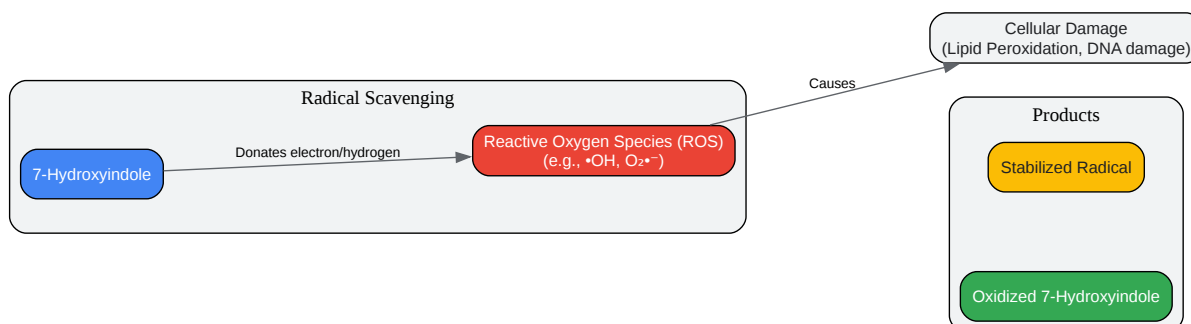 Cellular Damage
(Lipid Peroxidation, DNA damage)
Causes
Radical Scavenging
Products
Donates electron/hydrogen
Reactive Oxygen Species (ROS)
(e.g., •OH, O₂•⁻)
7-Hydroxyindole
Stabilized Radical
Oxidized 7-Hydroxyindole